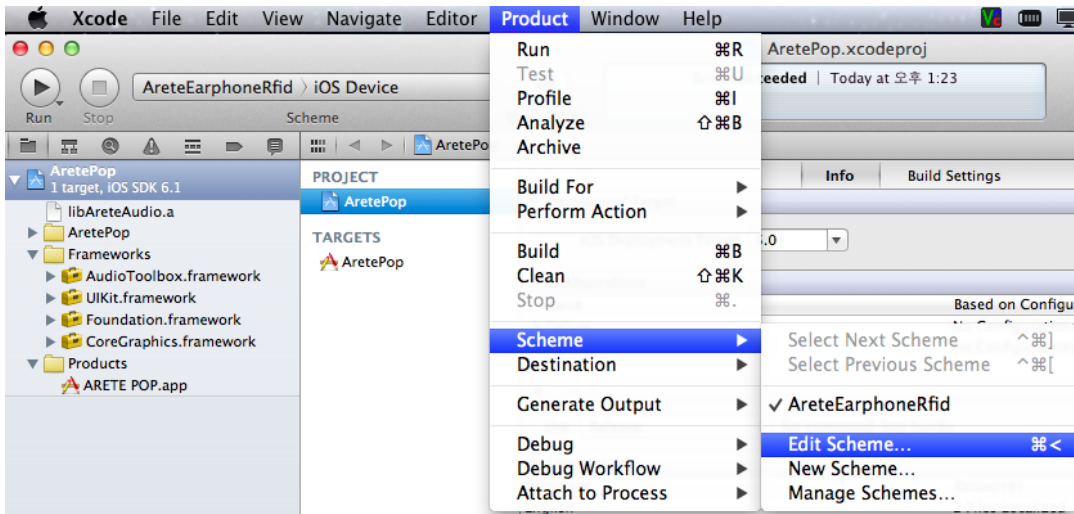 Xcode File Edit View Navigate Editor Product Window Help
AretePop.xcodeproj
AreteEarphoneRfid 〉 iOS Device
eeded | Today at 오후 1:23
Run Stop Scheme
AretePo
AretePop
1 target, iOS SDK 6.1
libAreteAudio.a
AretePop
Frameworks
AudioToolbox.framework
UIKit.framework
Foundation.framework
CoreGraphics.framework
Products
ARETE POP.app
PROJECT
AretePop
TARGETS
AretePop
Run ⌘R
Test ⌘U
Profile ⌘I
Analyze ⇧⌘B
Archive
Build For
Perform Action
Build ⌘B
Clean ⇧⌘K
Stop ⌘.
Scheme
Destination
Generate Output
Debug
Debug Workflow
Attach to Process
Info Build Settings
.0
Based on Configu
Select Next Scheme ^⌘]
Select Previous Scheme ^⌘[
✓ AreteEarphoneRfid
Edit Scheme... ⌘<
New Scheme...
Manage Schemes...